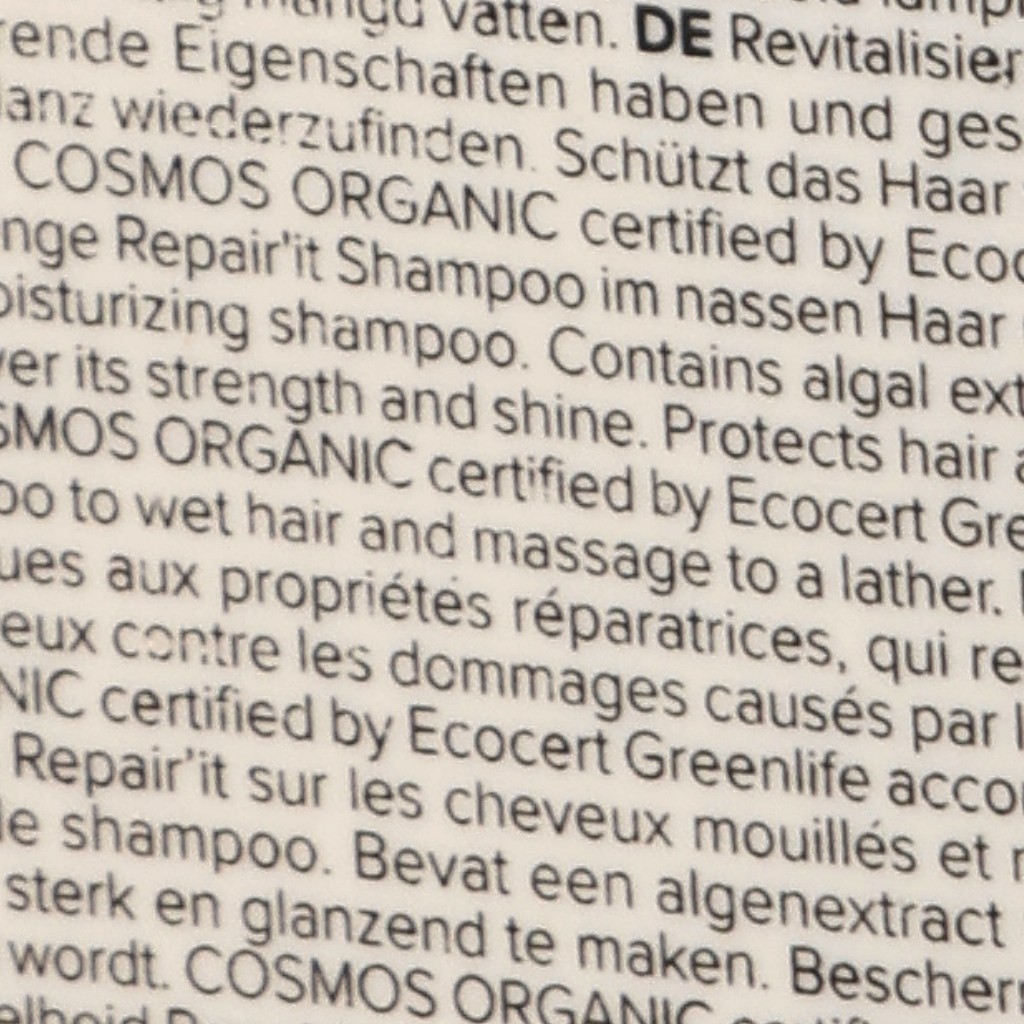 vatten. DE Revitalisier
rende Eigenschaften haben und ges
lanz wiederzufinden. Schützt das Haar
COSMOS ORGANIC certified by Ecoc
nge Repair'it Shampoo im nassen Haar
oisturizing shampoo. Contains algal ext
ver its strength and shine. Protects hair a
SMOS ORGANIC certified by Ecocert Gre
oo to wet hair and massage to a lather.
ues aux propriétés réparatrices, qui re
eux contre les dommages causés par l
NIC certified by Ecocert Greenlife acco
Repair'it sur les cheveux mouillés et
le shampoo. Bevat een algenextract
sterk en glanzend te maken. Bescher
wordt. COSMOS ORGANIC